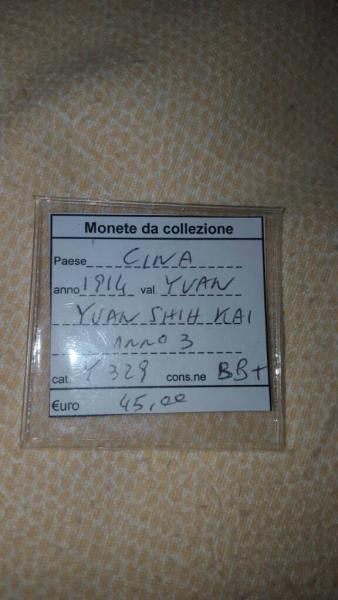 Monete da collezione
Paese CINA
anno 1914 val. YUAN
YUAN SHIH KAI
ANNO 3
cat. Y 329 cons.ne BB+
€uro 45,00